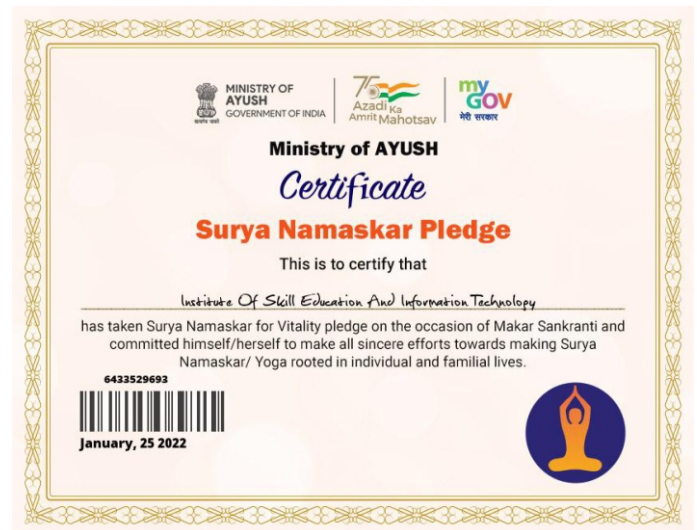 MINISTRY OF
AYUSH
GOVERNMENT OF INDIA
75
Azadi Ka
Amrit Mahotsav
my
GOV
मेरी सरकार
Ministry of AYUSH
Certificate
Surya Namaskar Pledge
This is to certify that
Institute Of Skill Education And Information Technology
has taken Surya Namaskar for Vitality pledge on the occasion of Makar Sankranti and
committed himself/herself to make all sincere efforts towards making Surya
Namaskar/ Yoga rooted in individual and familial lives.
6433529693
January, 25 2022